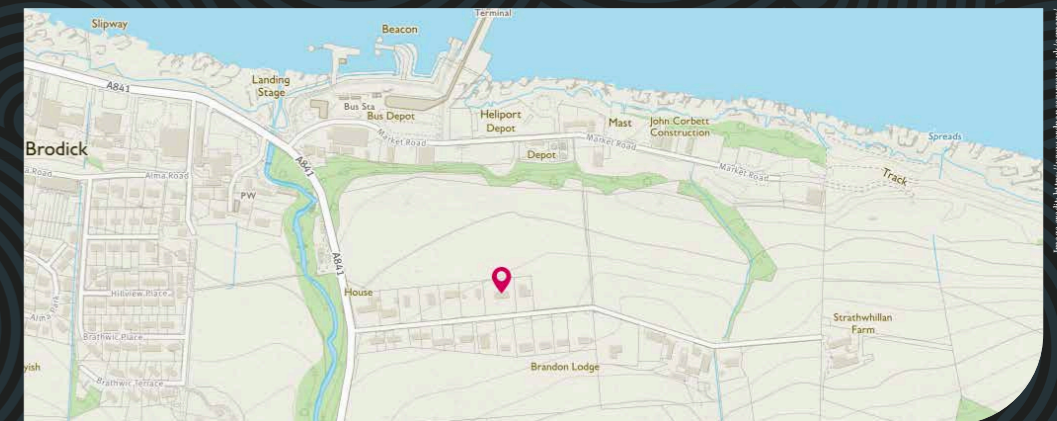 Terminal
Slipway
Beacon
A841
Landing
Stage
Bus Sta
Bus Depot
Heliport
Depot
Mast
John Corbett
Construction
Spreads
Brodick
A841
Market Road
Market Road
Market Road
Depot
Track
a Road
Alma Road
PW
A841
House
Hillview Place
Alma
Strathwhillan
Farm
Brathwic Place
yish
Brandon Lodge
Brathwic Terrace